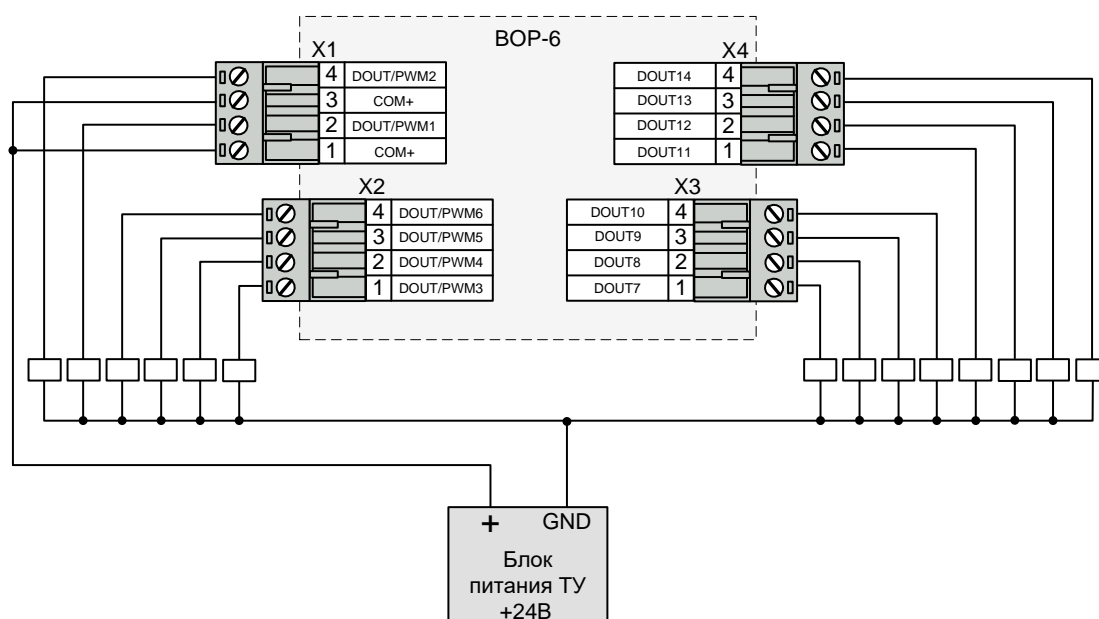 ВОР-6
X1
4 DOUT/PWM2
3 COM+
2 DOUT/PWM1
1 COM+
X4
DOUT14 4
DOUT13 3
DOUT12 2
DOUT11 1
X2
4 DOUT/PWM6
3 DOUT/PWM5
2 DOUT/PWM4
1 DOUT/PWM3
X3
DOUT10 4
DOUT9 3
DOUT8 2
DOUT7 1
+ GND
Блок
питания ТУ
+24В